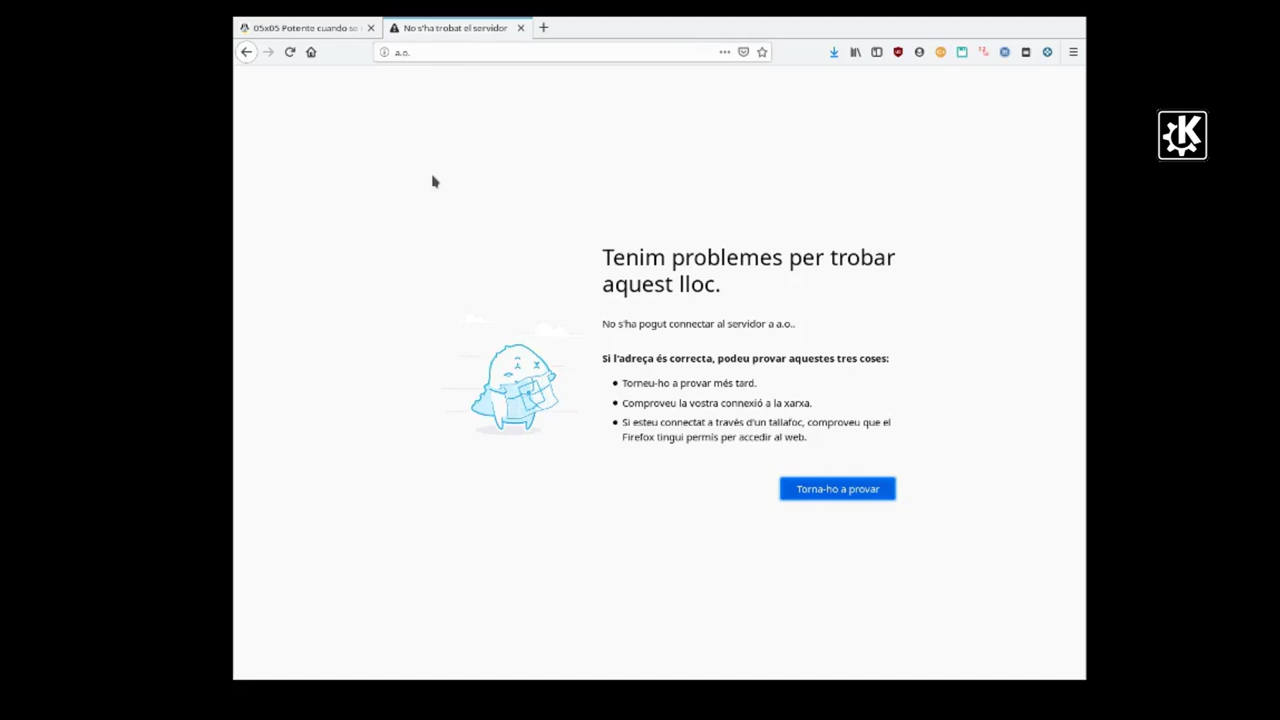 05x05 Potente cuando se
No s'ha trobat el servidor
a.o.
Tenim problemes per trobar
aquest lloc.
No s'ha pogut connectar al servidor a a.o..
Si l'adreça és correcta, podeu provar aquestes tres coses:
Torneu-ho a provar més tard.
Comproveu la vostra connexió a la xarxa.
Si esteu connectat a través d'un tallafoc, comproveu que el
Firefox tingui permís per accedir al web.
Torna-ho a provar
K